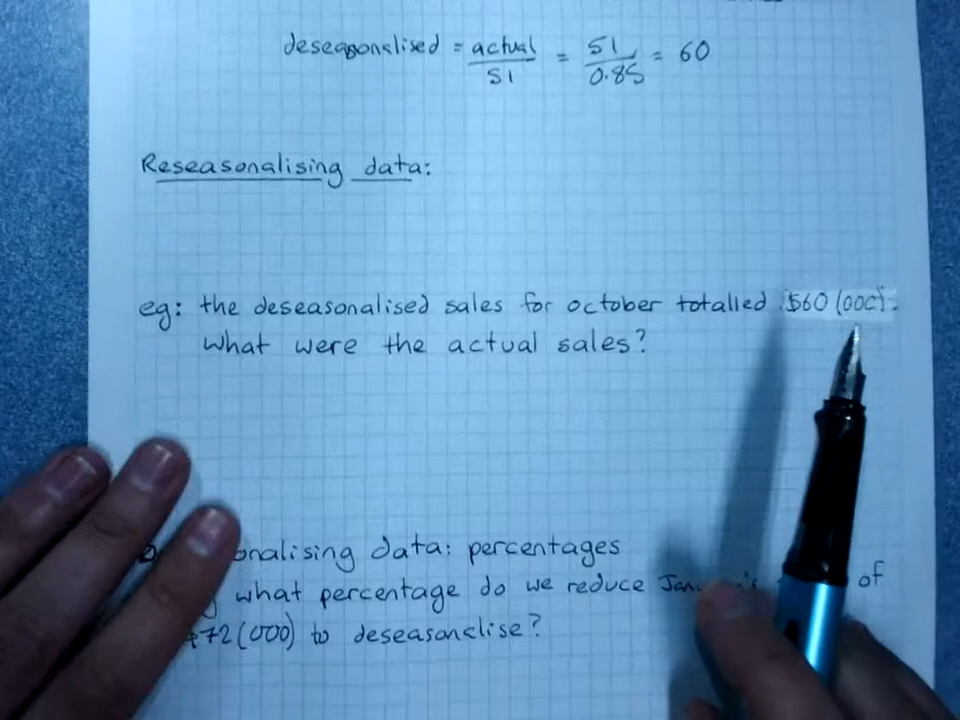 deseasonalised = actual/SI = 51/0.85 = 60
Reseasonalising data:
eg: the deseasonalised sales for october totalled $60 (000).
What were the actual sales?
onalising data: percentages
what percentage do we reduce of
72 (000) to deseasonalise?